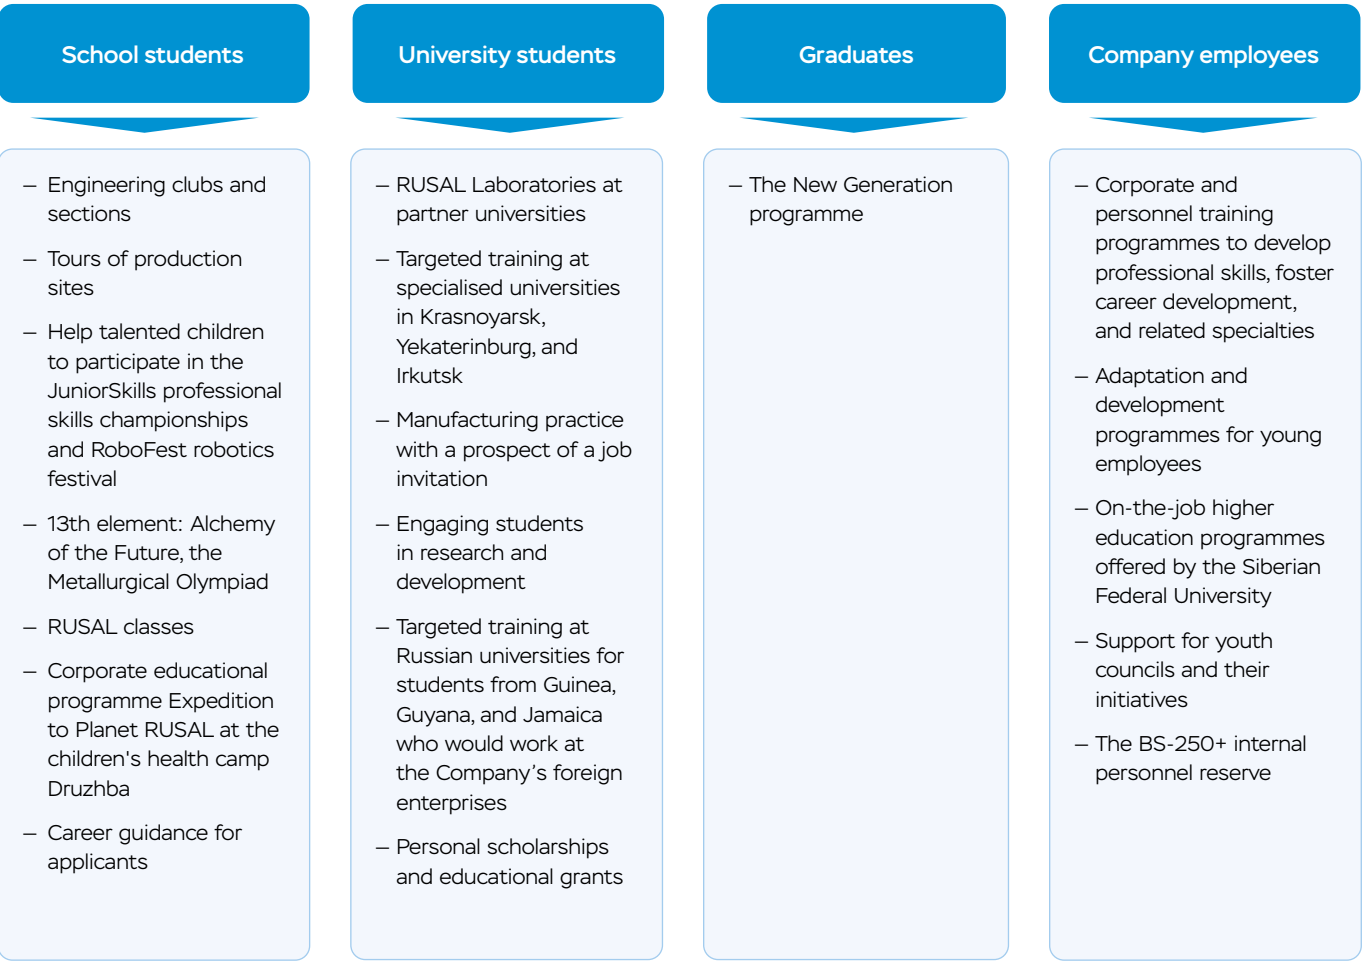 School students
— Engineering clubs and
sections
— Tours of production
sites
— Help talented children
to participate in the
JuniorSkills professional
skills championships
and RoboFest robotics
festival
— 13th element: Alchemy
of the Future, the
Metallurgical Olympiad
— RUSAL classes
— Corporate educational
programme Expedition
to Planet RUSAL at the
children's health camp
Druzhba
— Career guidance for
applicants
University students
— RUSAL Laboratories at
partner universities
— Targeted training at
specialised universities
in Krasnoyarsk,
Yekaterinburg, and
Irkutsk
— Manufacturing practice
with a prospect of a job
invitation
— Engaging students
in research and
development
— Targeted training at
Russian universities for
students from Guinea,
Guyana, and Jamaica
who would work at
the Company’s foreign
enterprises
— Personal scholarships
and educational grants
Graduates
— The New Generation
programme
Company employees
— Corporate and
personnel training
programmes to develop
professional skills, foster
career development,
and related specialties
— Adaptation and
development
programmes for young
employees
— On-the-job higher
education programmes
offered by the Siberian
Federal University
— Support for youth
councils and their
initiatives
— The BS-250+ internal
personnel reserve